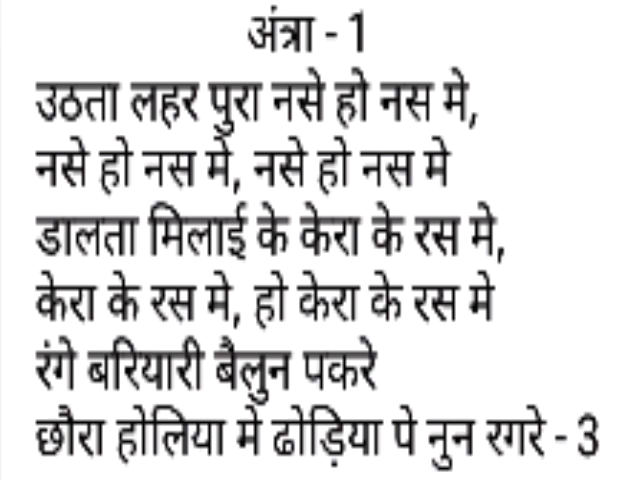 अंत्रा - 1
उठता लहर पुरा नसे हो नस मे,
नसे हो नस मे, नसे हो नस मे
डालता मिलाई के केरा के रस मे,
केरा के रस मे, हो केरा के रस मे
रंगे बरियारी बैलुन पकरे
छौरा होलिया मे ढोड़िया पे नुन रगरे - 3